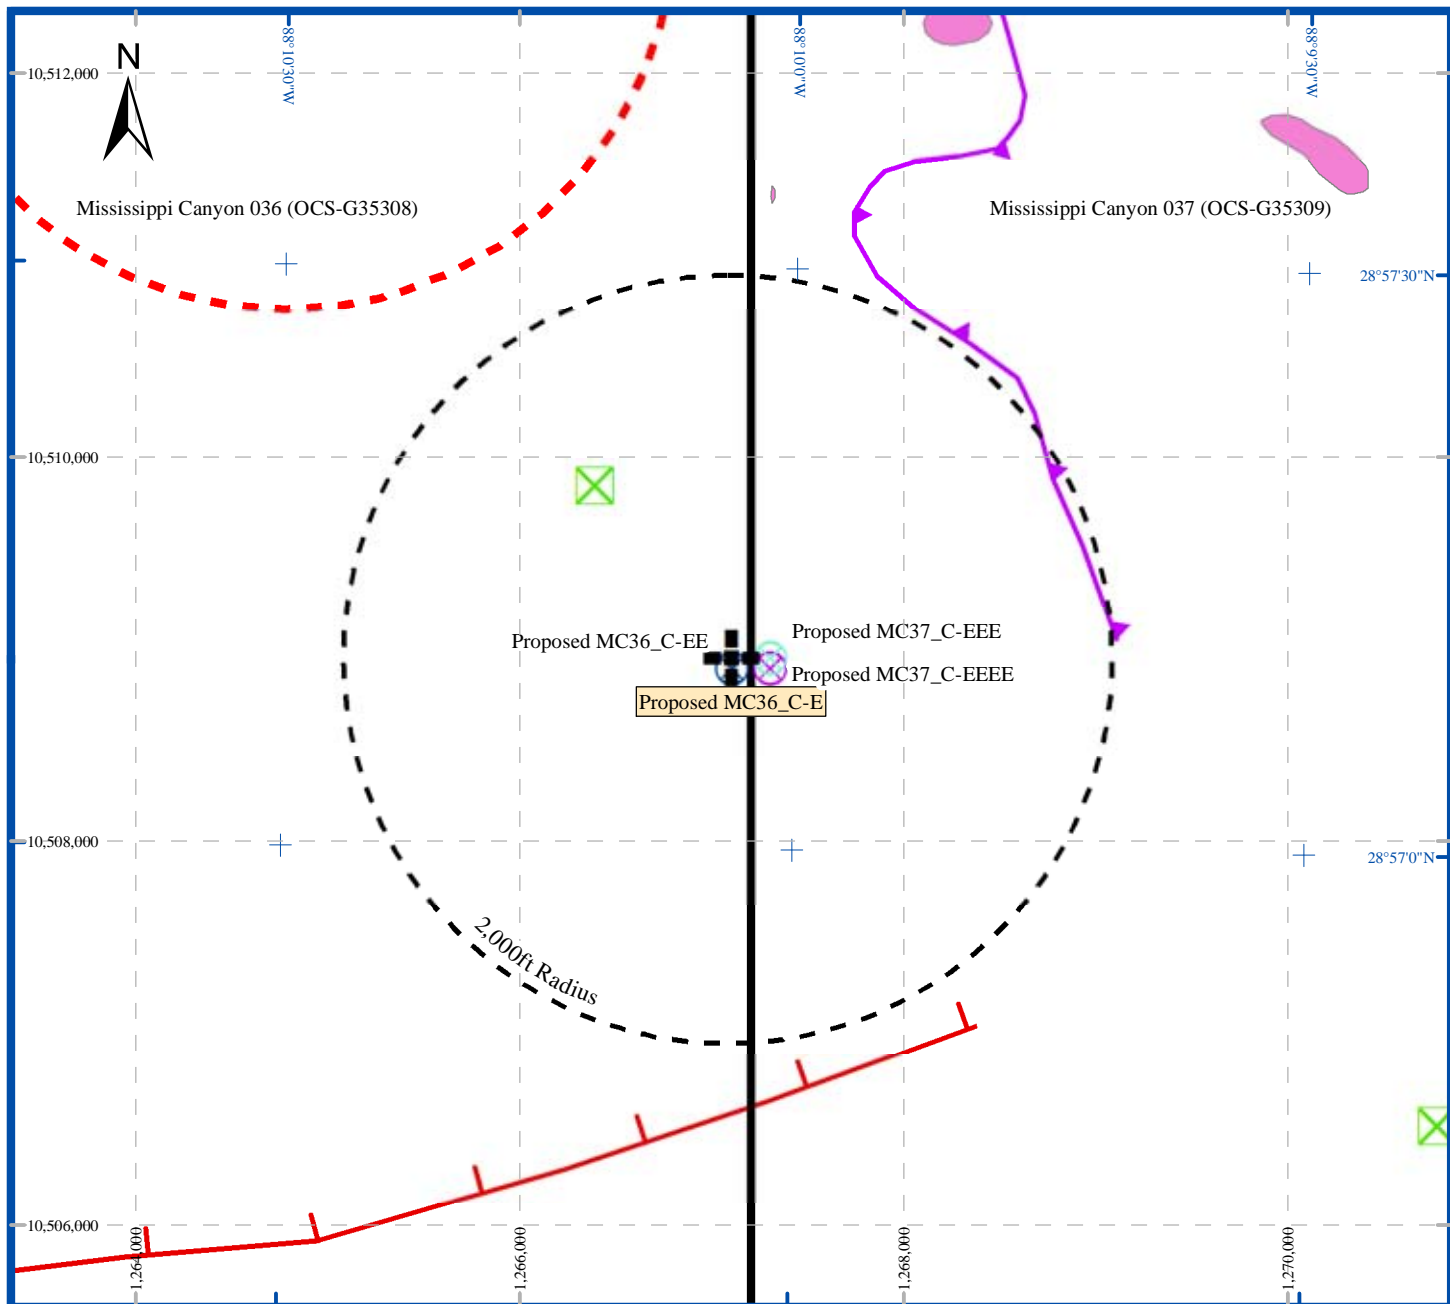 88°10'30"W
88°10'0"W
88°9'30"W
N
10,512,000
Mississippi Canyon 036 (OCS-G35308)
Mississippi Canyon 037 (OCS-G35309)
28°57'30"N
10,510,000
Proposed MC36_C-EE
Proposed MC37_C-EEE
Proposed MC37_C-EEEE
Proposed MC36_C-E
10,508,000
28°57'0"N
2,000ft Radius
10,506,000
1,264,000
1,266,000
1,268,000
1,270,000